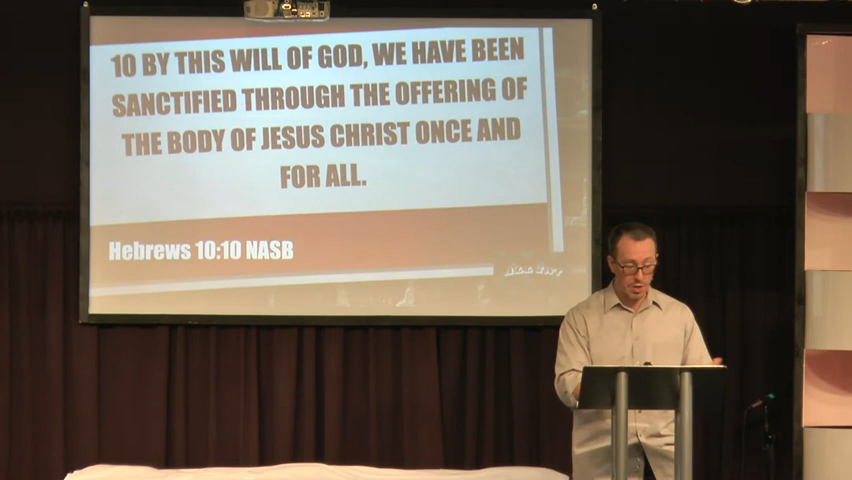 10 BY THIS WILL OF GOD, WE HAVE BEEN
SANCTIFIED THROUGH THE OFFERING OF
THE BODY OF JESUS CHRIST ONCE AND
FOR ALL.
Hebrews 10:10 NASB